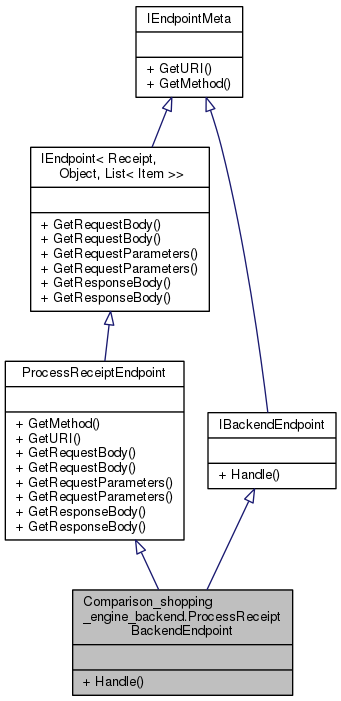 IEndpointMeta
+ GetURI()
+ GetMethod()
IEndpoint< Receipt,
Object, List< Item >>
+ GetRequestBody()
+ GetRequestBody()
+ GetRequestParameters()
+ GetRequestParameters()
+ GetResponseBody()
+ GetResponseBody()
ProcessReceiptEndpoint
+ GetMethod()
+ GetURI()
+ GetRequestBody()
+ GetRequestBody()
+ GetRequestParameters()
+ GetRequestParameters()
+ GetResponseBody()
+ GetResponseBody()
IBackendEndpoint
+ Handle()
Comparison_shopping
_engine_backend.ProcessReceipt
BackendEndpoint
+ Handle()